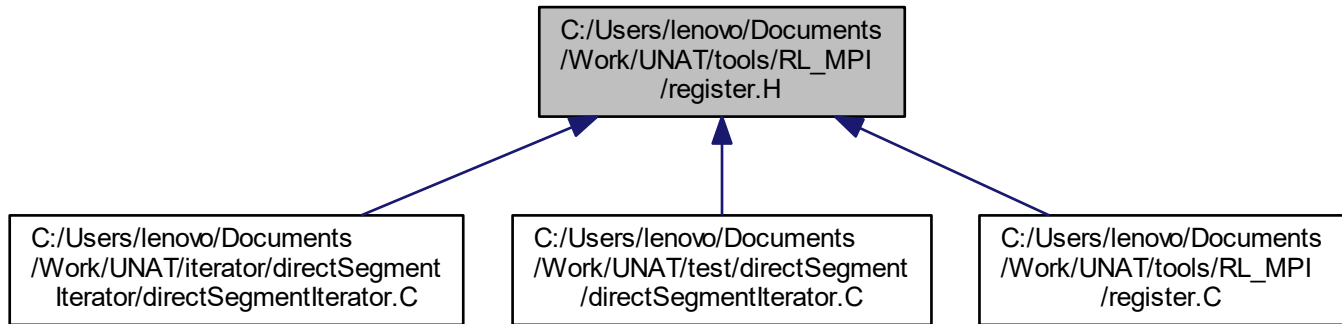 C:/Users/lenovo/Documents
/Work/UNAT/tools/RL_MPI
/register.H
C:/Users/lenovo/Documents
/Work/UNAT/iterator/directSegment
Iterator/directSegmentIterator.C
C:/Users/lenovo/Documents
/Work/UNAT/test/directSegment
/directSegmentIterator.C
C:/Users/lenovo/Documents
/Work/UNAT/tools/RL_MPI
/register.C